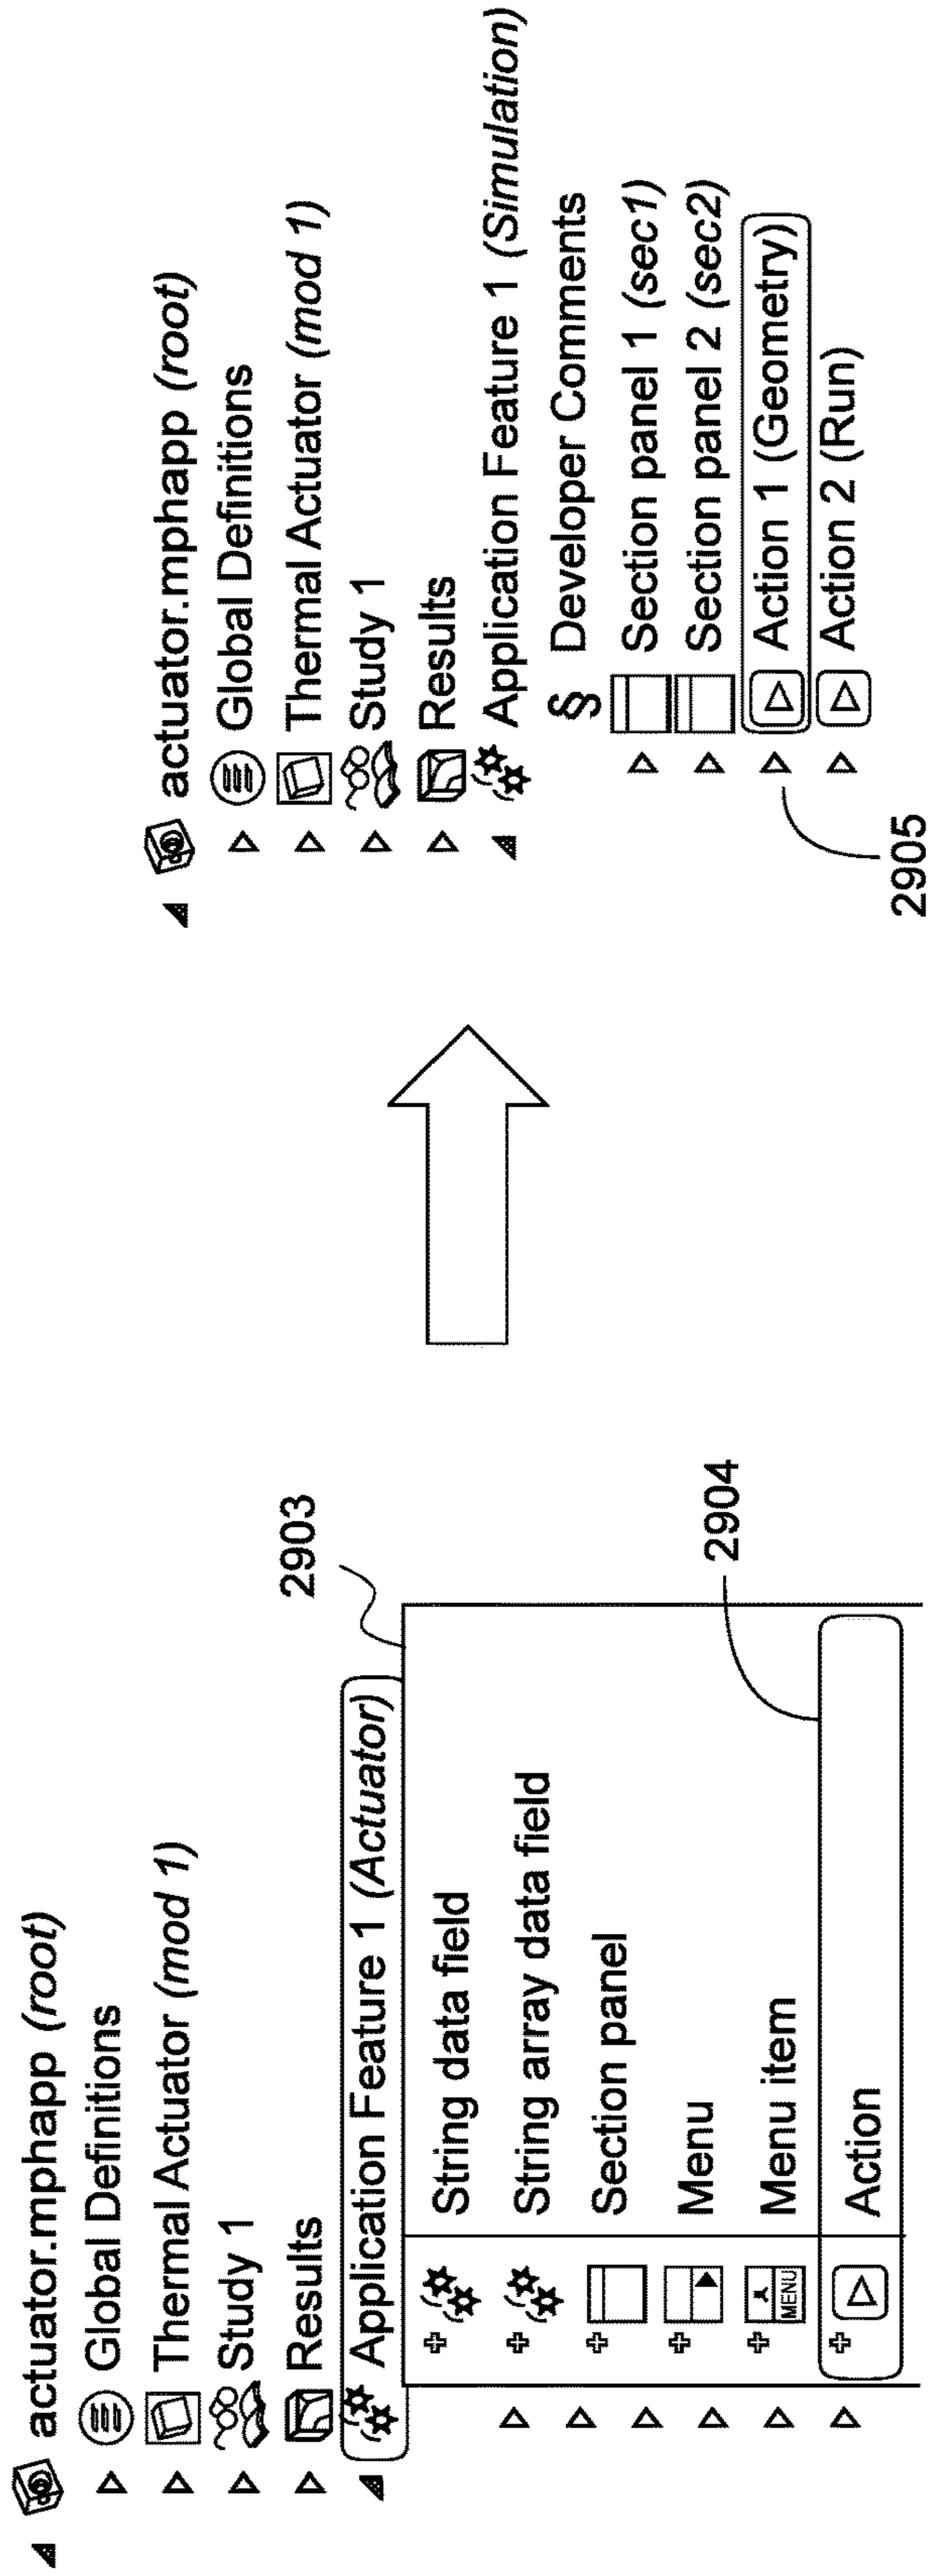 actuator.mphapp (root)
Global Definitions
Thermal Actuator (mod 1)
Study 1
Results
Application Feature 1 (Actuator)
2903
String data field
String array data field
Section panel
Menu
MENU
Menu item
2904
Action
actuator.mphapp (root)
Global Definitions
Thermal Actuator (mod 1)
Study 1
Results
Application Feature 1 (Simulation)
§ Developer Comments
Section panel 1 (sec1)
Section panel 2 (sec2)
Action 1 (Geometry)
Action 2 (Run)
2905